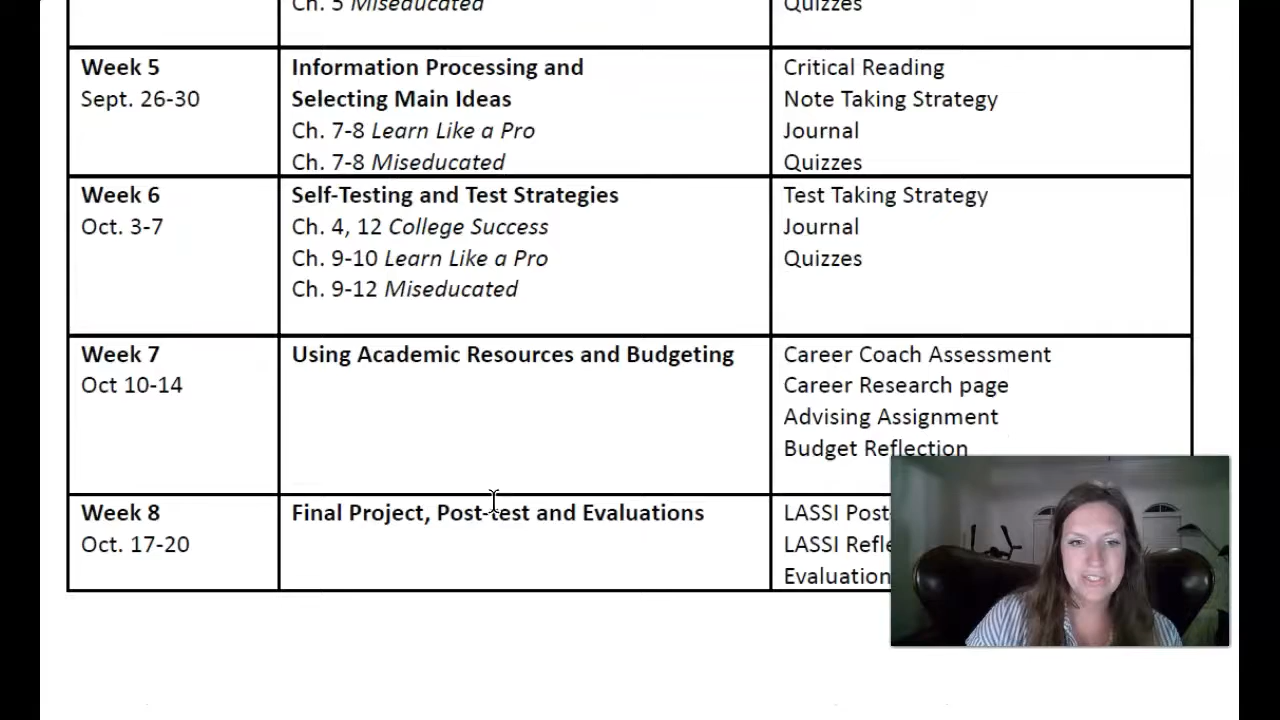 Ch. 5 Miseducated
Quizzes
Week 5
Sept. 26-30
Information Processing and
Selecting Main Ideas
Ch. 7-8 Learn Like a Pro
Ch. 7-8 Miseducated
Critical Reading
Note Taking Strategy
Journal
Quizzes
Week 6
Oct. 3-7
Self-Testing and Test Strategies
Ch. 4, 12 College Success
Ch. 9-10 Learn Like a Pro
Ch. 9-12 Miseducated
Test Taking Strategy
Journal
Quizzes
Week 7
Oct 10-14
Using Academic Resources and Budgeting
Career Coach Assessment
Career Research page
Advising Assignment
Budget Reflection
Week 8
Oct. 17-20
Final Project, Post-test and Evaluations
LASSI Post-
LASSI
Evaluation